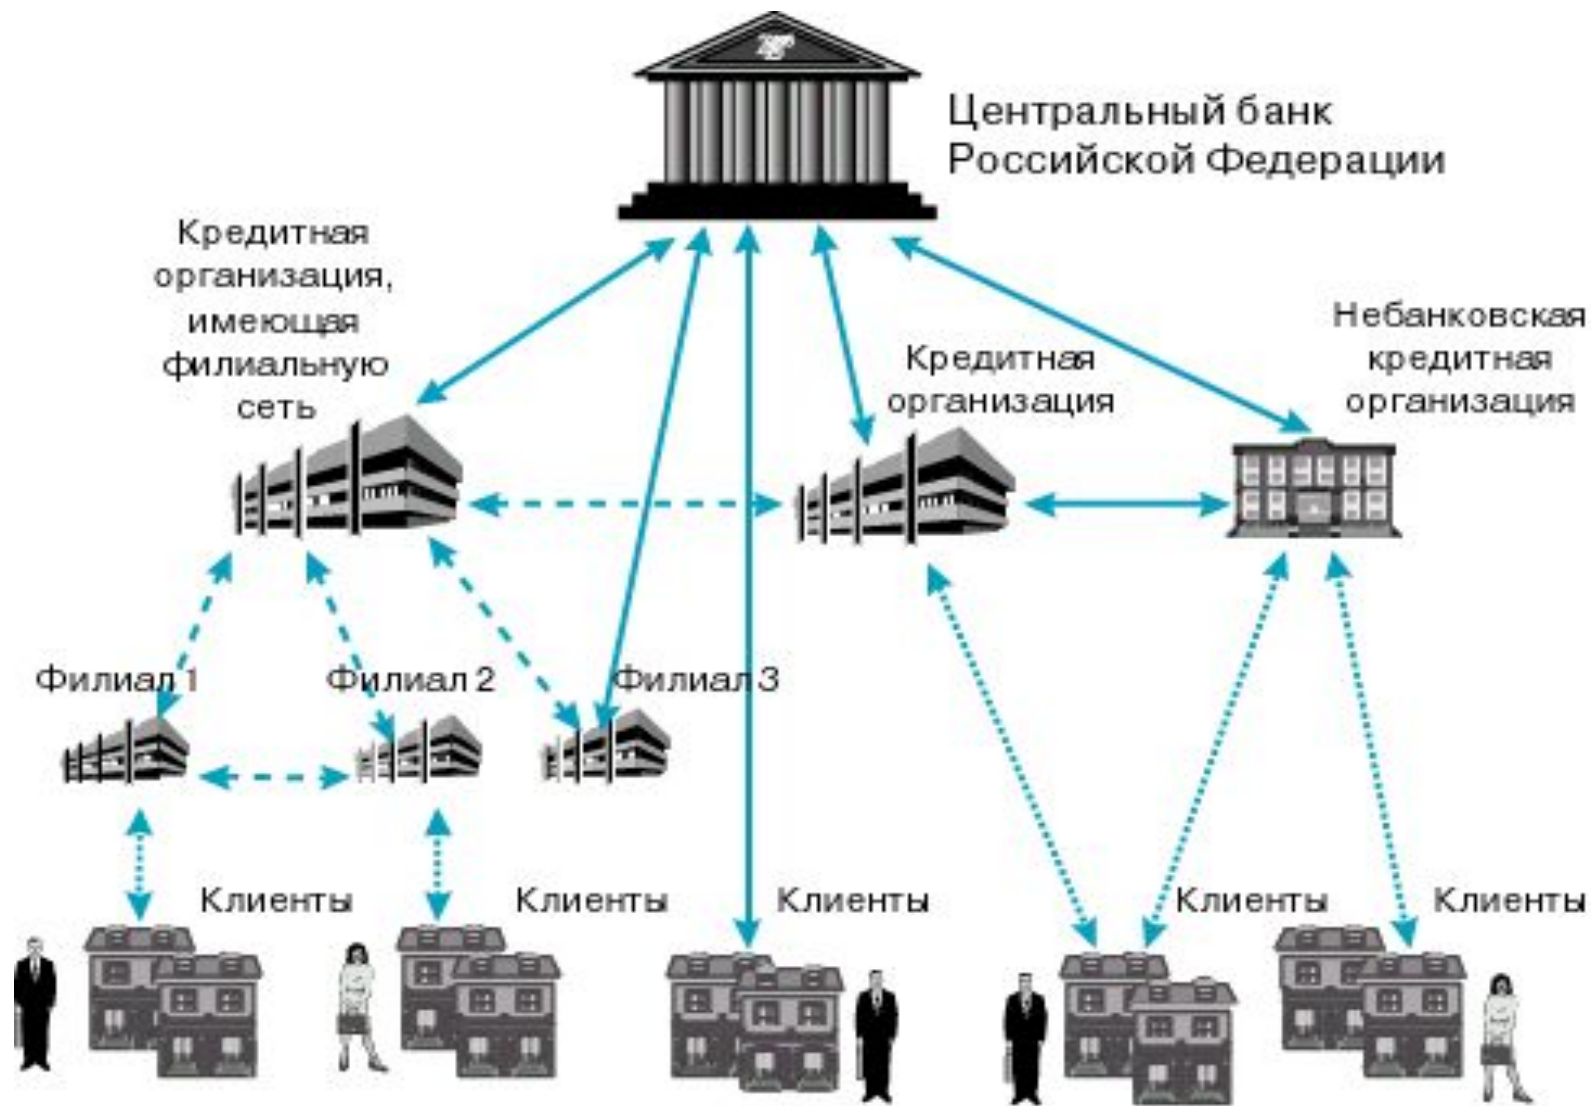 Центральный банк
Российской Федерации
Кредитная
организация,
имеющая
филиальную
сеть
Кредитная
организация
Небанковская
кредитная
организация
Филиал 1
Филиал 2
Филиал 3
Клиенты
Клиенты
Клиенты
Клиенты
Клиенты